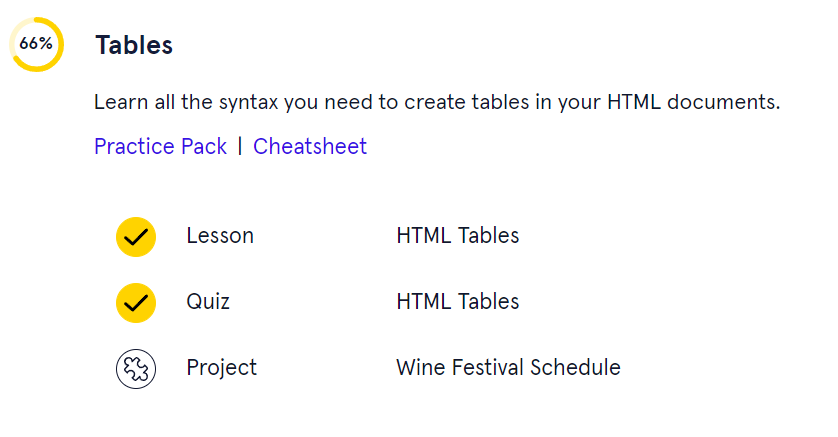 66% Tables
Learn all the syntax you need to create tables in your HTML documents.
Practice Pack | Cheatsheet
Lesson HTML Tables
Quiz HTML Tables
Project Wine Festival Schedule